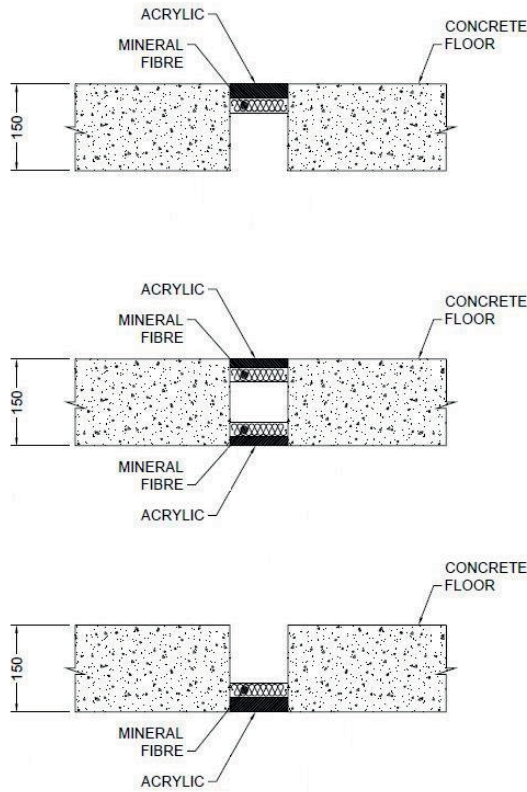 ACRYLIC
MINERAL
FIBRE
CONCRETE
FLOOR
150
ACRYLIC
MINERAL
FIBRE
CONCRETE
FLOOR
150
MINERAL
FIBRE
ACRYLIC
CONCRETE
FLOOR
150
MINERAL
FIBRE
ACRYLIC